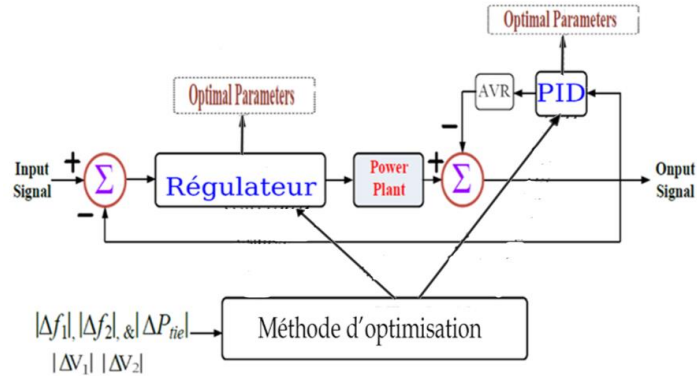 Optimal Parameters
Optimal Parameters
AVR
PID
Input
Signal
+
−
Σ
Régulateur
Power
Plant
−
+
Σ
Onput
Signal
|Δf₁|, |Δf₂|, & |ΔPₜᵢₑ|
|ΔV₁| |ΔV₂|
Méthode d'optimisation